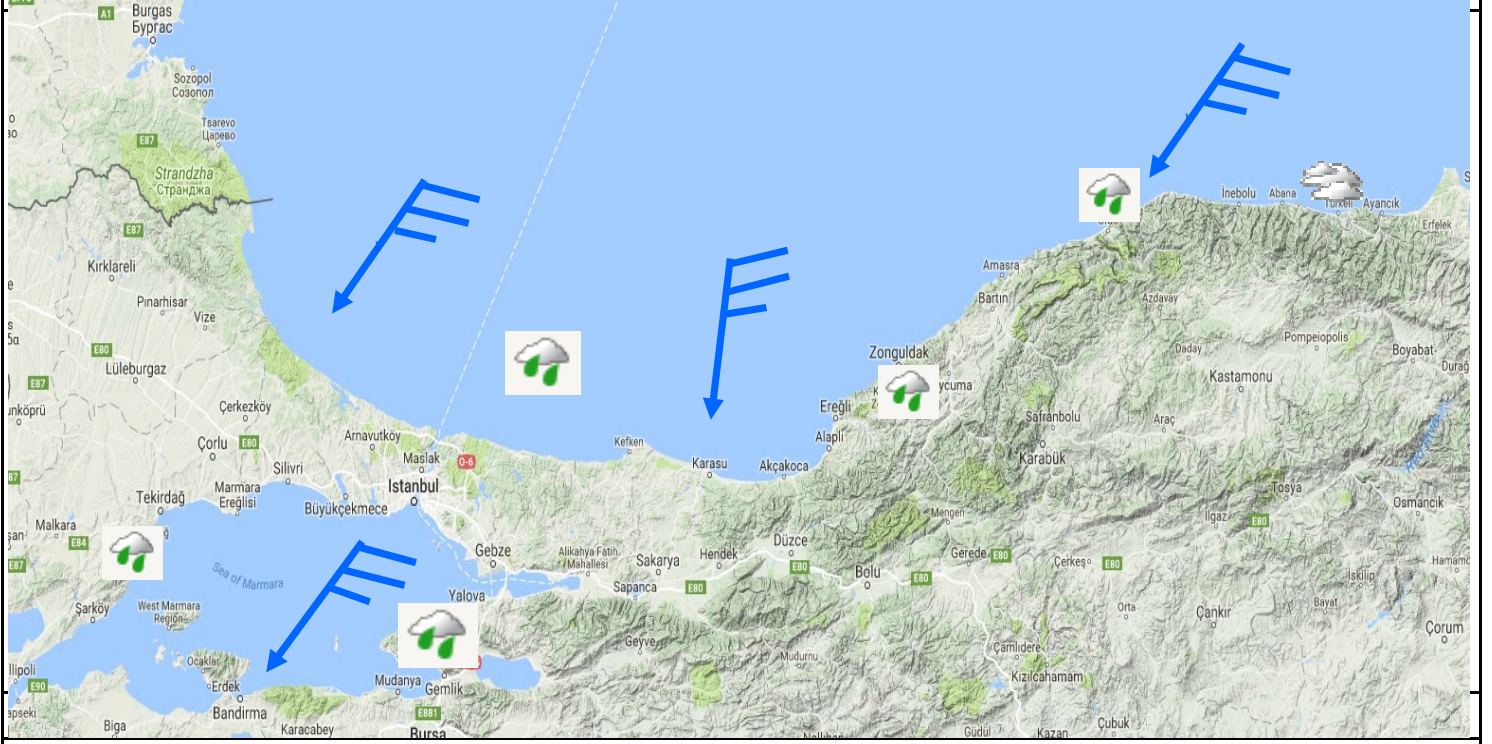 A1
Burgas
Бургас
Sozopol
Созопол
Tsarevo
Царево
E87
Strandzha
Странджа
E87
Kırklareli
Pınarhisar
Vize
E80
Lüleburgaz
E87
Çerkezköy
Çorlu
E80
Silivri
Arnavutköy
Maslak
O-6
Istanbul
Büyükçekmece
Marmara
Ereğlisi
Tekirdağ
Malkara
E84
E87
Sea of Marmara
Şarköy
West Marmara
Region
Ocaklar
Erdek
Bandirma
E90
Biga
Karacabey
Mudanya
Gemlik
E881
Bursa
Yalova
Gebze
Alikahya Fatih
Mahallesi
Sakarya
Sapanca
E80
Hendek
Düzce
E80
Bolu
E80
Geyve
Mudurnu
Kefken
Karasu
Akçakoca
Alapli
Ereğli
Zonguldak
ycuma
Bartın
Amasra
İnebolu
Abana
Türkeli
Ayancık
Erfelek
Azdavay
Pompeiopolis
Boyabat
Daday
Kastamonu
Safranbolu
Araç
Karabük
Tosya
Osmancık
Ilgaz
E80
Mengen
Gerede
E80
Çerkeş
E80
İskilip
Bayat
Orta
Çankır
Çorum
Çamlıdere
Kızılcahamam
Çubuk
Güdül
Kazan